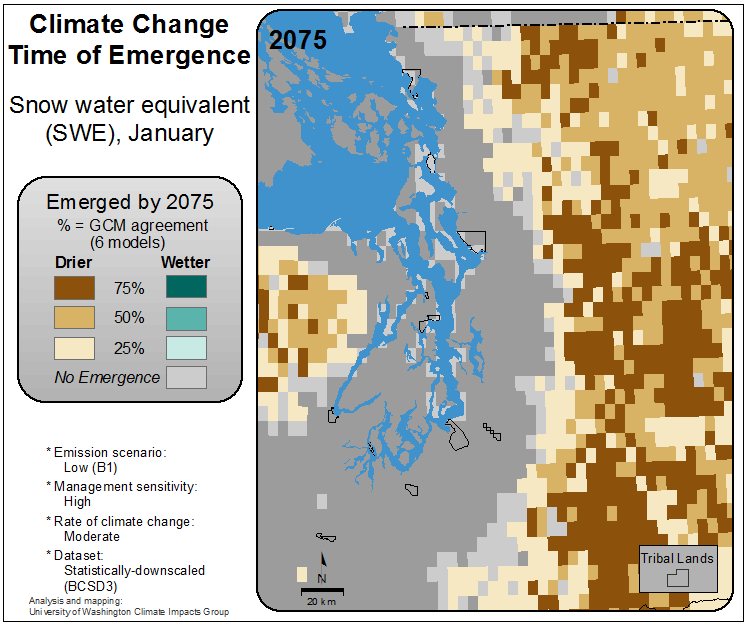 Climate Change
Time of Emergence
Snow water equivalent
(SWE), January
Emerged by 2075
% = GCM agreement
(6 models)
Drier Wetter
75%
50%
25%
No Emergence
* Emission scenario:
Low (B1)
* Management sensitivity:
High
* Rate of climate change:
Moderate
* Dataset:
Statistically-downscaled
(BCSD3)
Analysis and mapping:
University of Washington Climate Impacts Group
2075
N
20 km
Tribal Lands